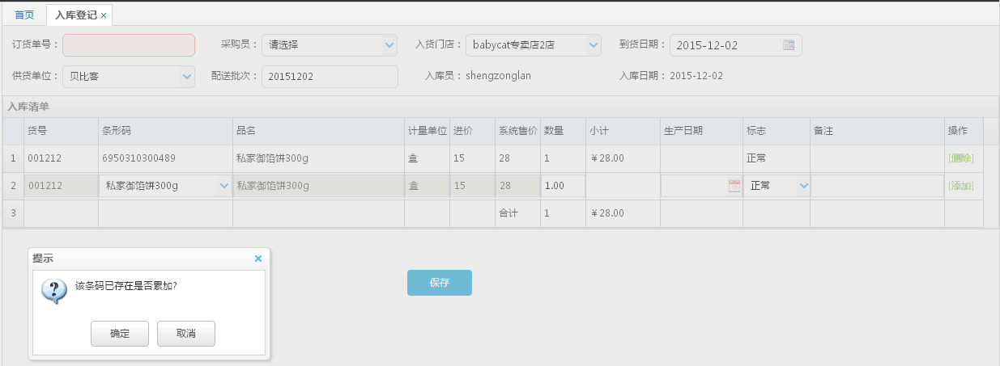 首页 入库登记 ×
订货单号： 采购员： 请选择 入货门店： babycat专卖店2店 到货日期： 2015-12-02
供货单位： 贝比客 配送批次： 20151202 入库员： shengzonglan 入库日期： 2015-12-02
入库清单
货号 条形码 品名 计量单位 进价 系统售价 数量 小计 生产日期 标志 备注 操作
1 001212 6950310300489 私家御馅饼300g 盒 15 28 1 ￥28.00 正常 [删除]
2 001212 私家御馅饼300g 私家御馅饼300g 盒 15 28 1.00 正常 [添加]
3 合计 1 ￥28.00
提示
该条码已存在是否累加?
确定 取消
保存